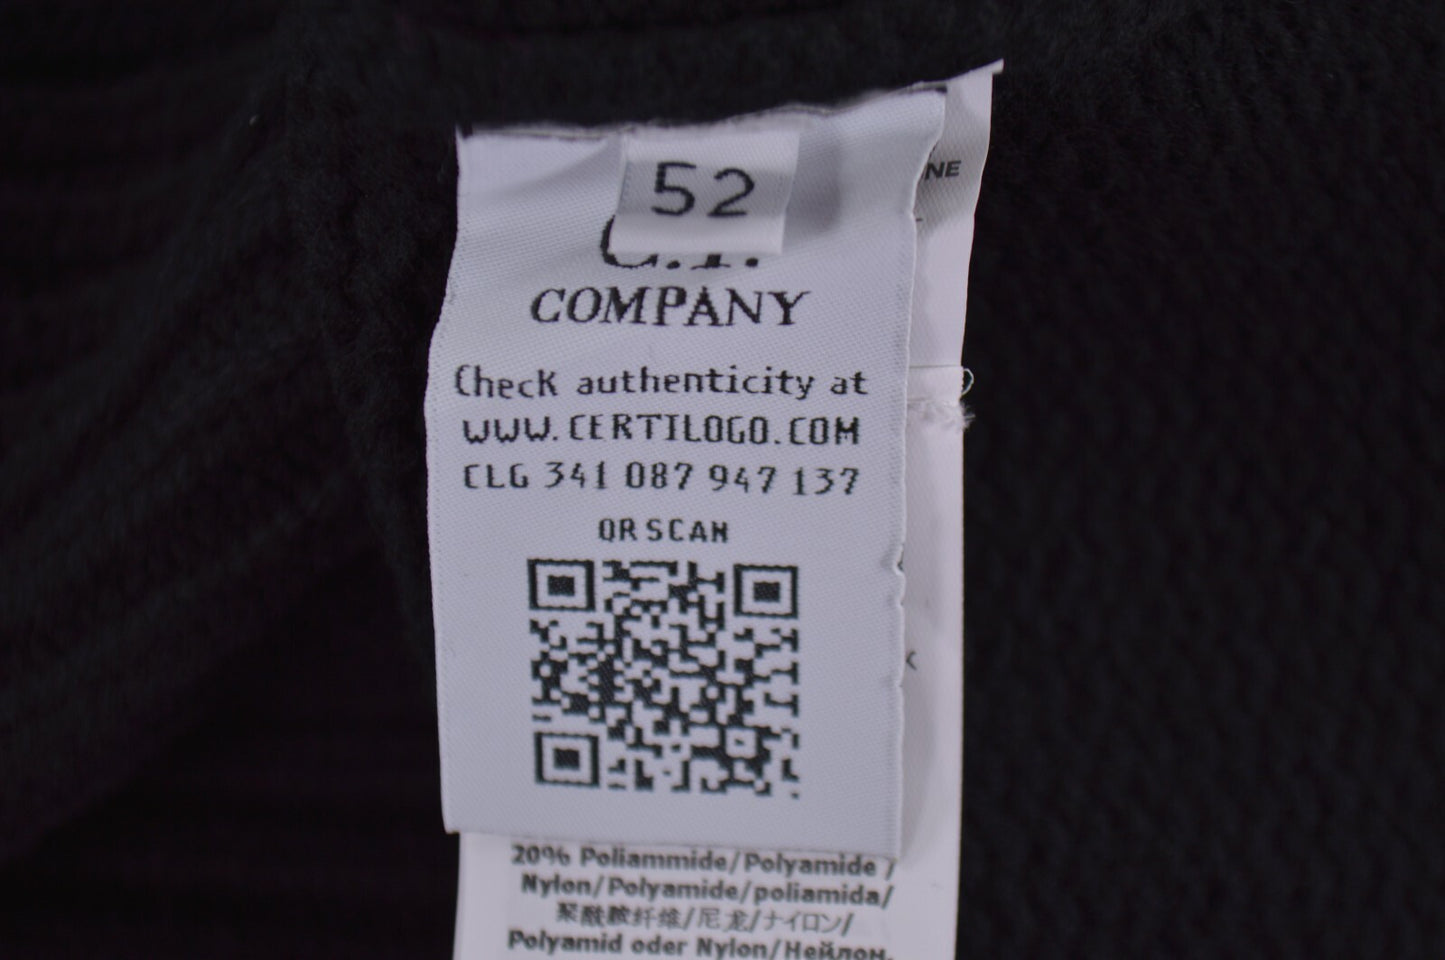 52
NE
C.P.
COMPANY
Check authenticity at
WWW.CERTILOGO.COM
CLG 341 087 947 137
OR SCAN
K
20% Poliammide/Polyamide /
Nylon/Polyamide/poliamida/
聚酰胺纤维/尼龙/ナイロン/
Polyamid oder Nylon/Нейлон,